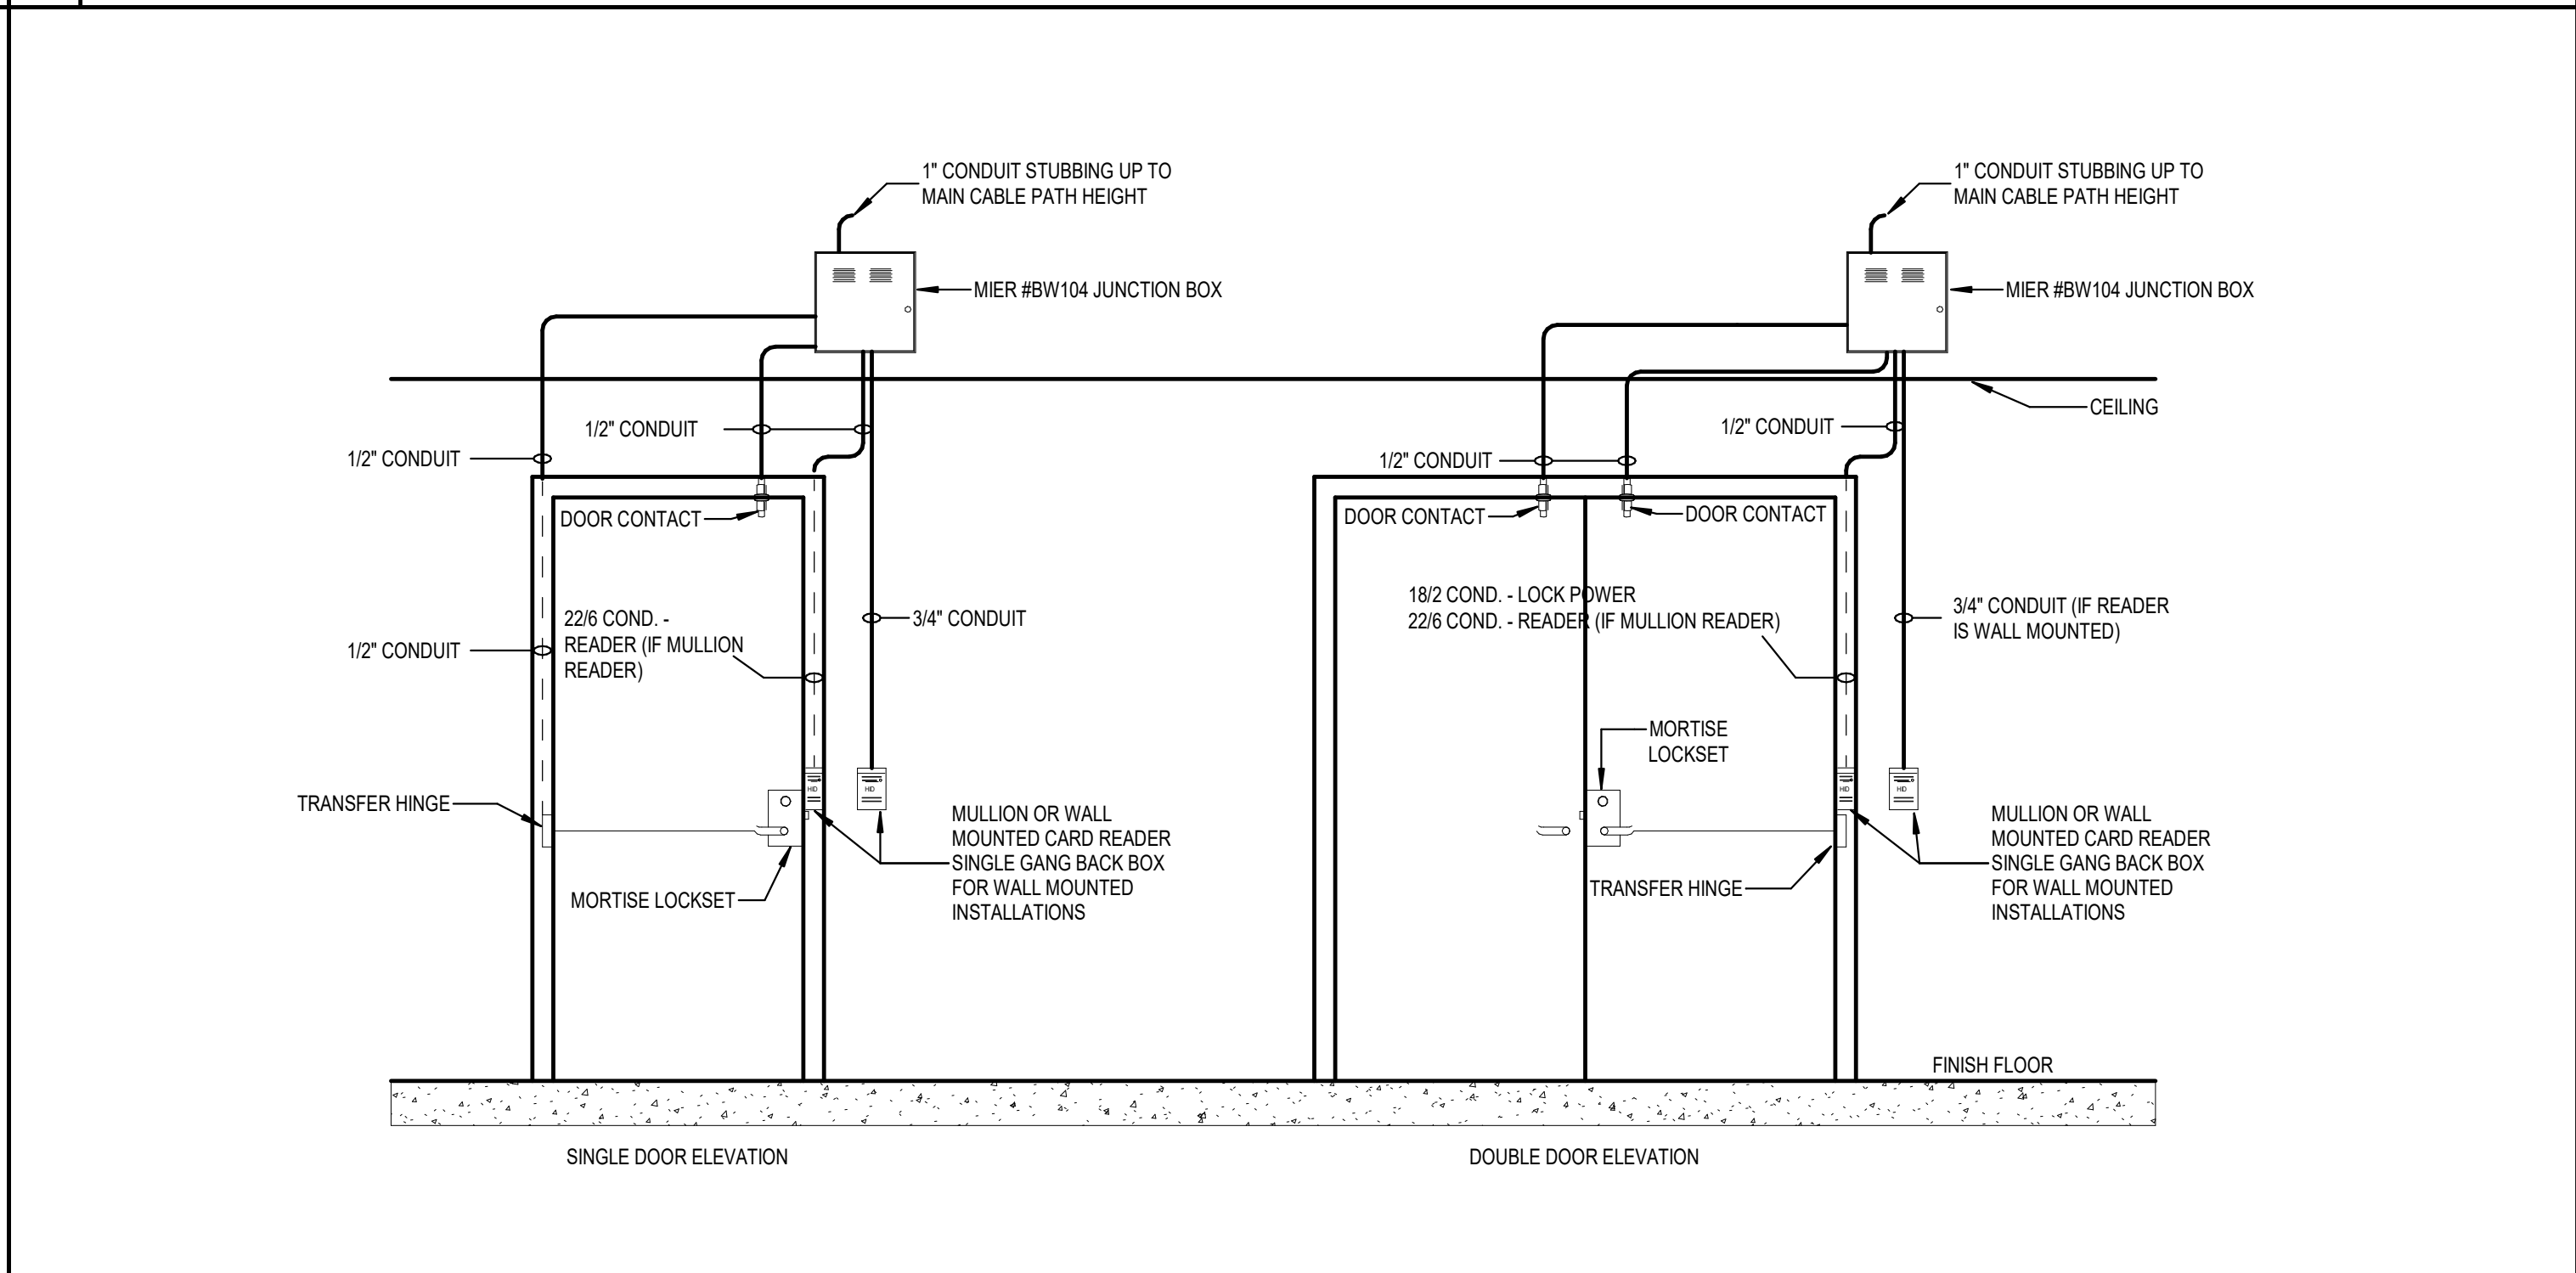 1" CONDUIT STUBBING UP TO
MAIN CABLE PATH HEIGHT
MIER #BW104 JUNCTION BOX
1/2" CONDUIT
1/2" CONDUIT
DOOR CONTACT
22/6 COND. -
READER (IF MULLION
READER)
3/4" CONDUIT
1/2" CONDUIT
HID
HID
TRANSFER HINGE
MULLION OR WALL
MOUNTED CARD READER
SINGLE GANG BACK BOX
FOR WALL MOUNTED
INSTALLATIONS
MORTISE LOCKSET
SINGLE DOOR ELEVATION
1" CONDUIT STUBBING UP TO
MAIN CABLE PATH HEIGHT
MIER #BW104 JUNCTION BOX
CEILING
1/2" CONDUIT
1/2" CONDUIT
DOOR CONTACT
DOOR CONTACT
18/2 COND. - LOCK POWER
22/6 COND. - READER (IF MULLION READER)
3/4" CONDUIT (IF READER
IS WALL MOUNTED)
MORTISE
LOCKSET
HID
HID
MULLION OR WALL
MOUNTED CARD READER
SINGLE GANG BACK BOX
FOR WALL MOUNTED
INSTALLATIONS
TRANSFER HINGE
FINISH FLOOR
DOUBLE DOOR ELEVATION